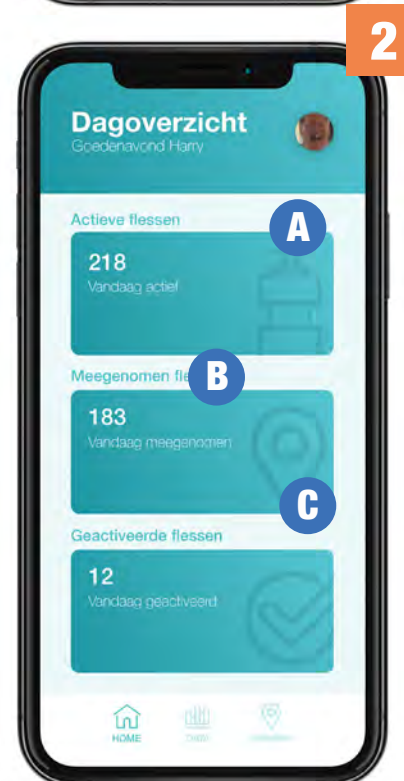 2
Dagoverzicht
Goedenavond Harry
Actieve flessen
A
218
Vandaag actief
Meegenomen fle
B
183
Vandaag meegenomen
C
Geactiveerde flessen
12
Vandaag geactiveerd
HOME